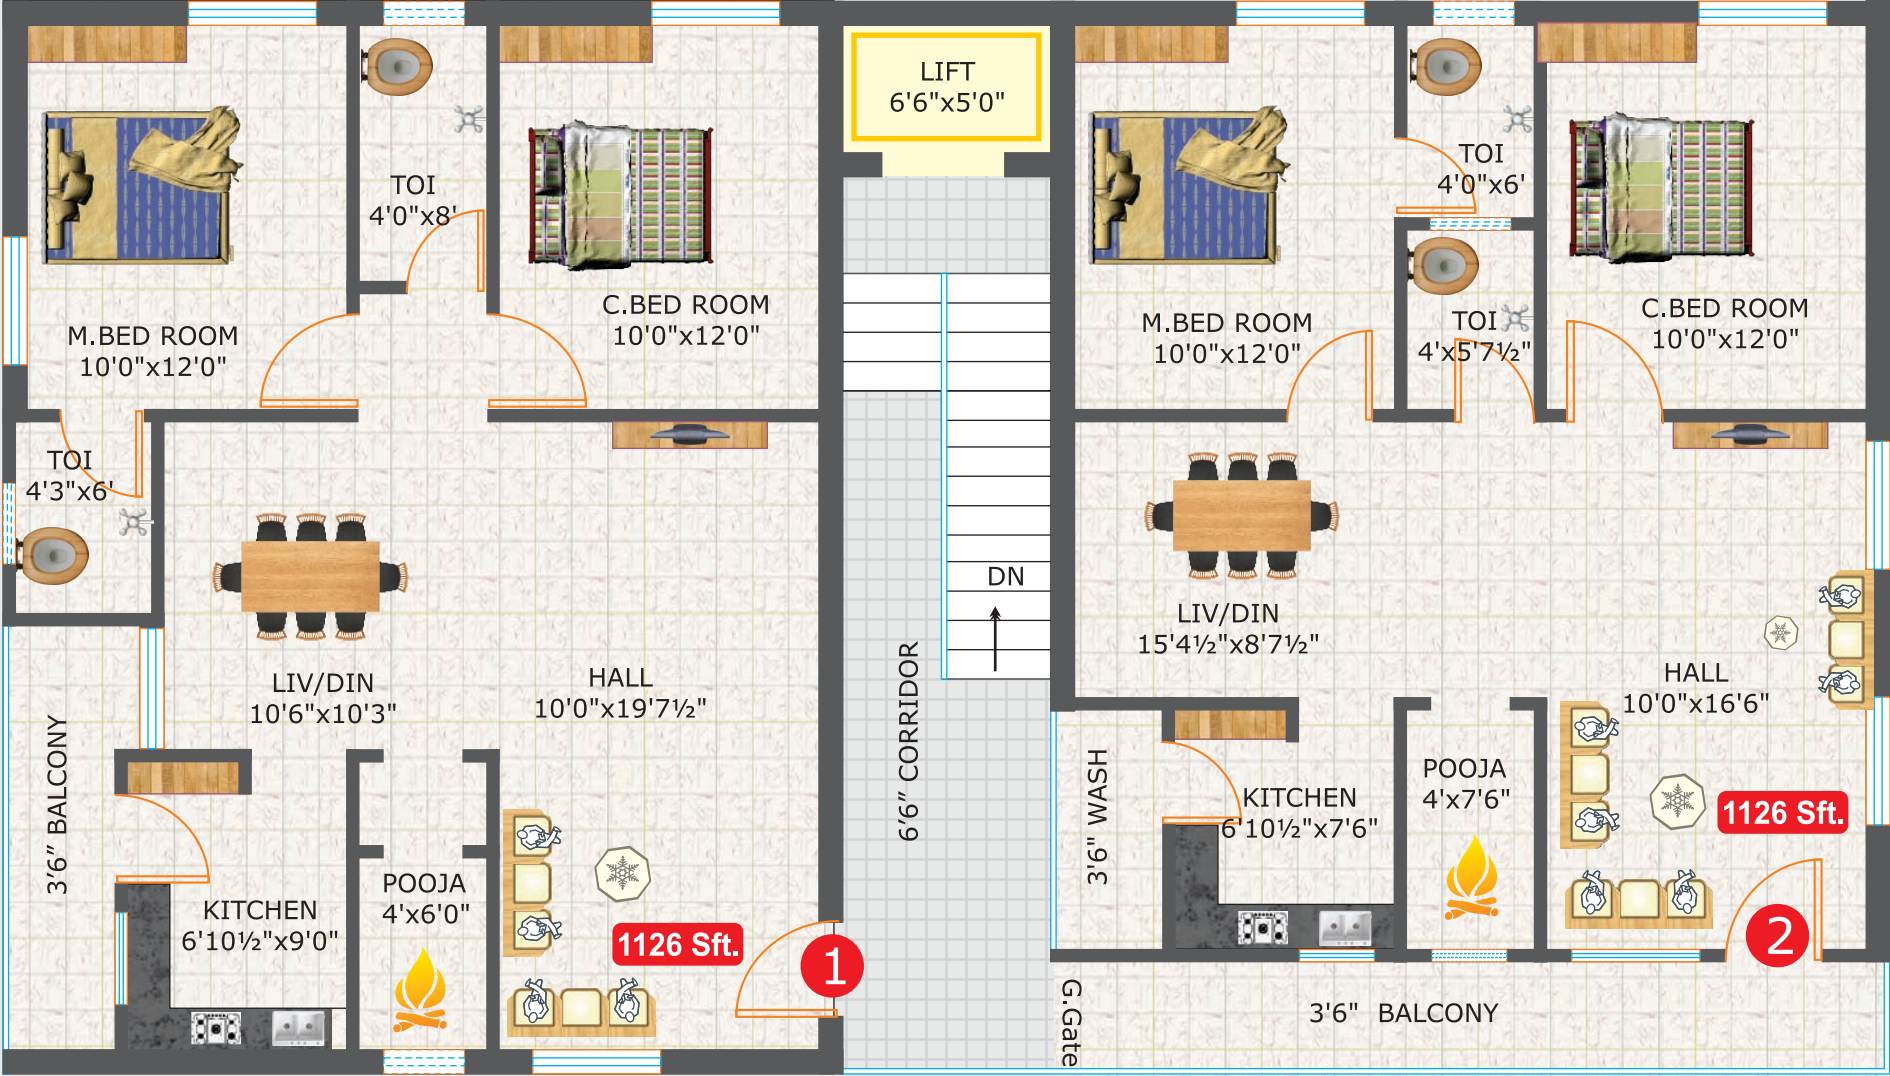 LIFT
6'6"x5'0"
TOI
4'0"x8'
M.BED ROOM
10'0"x12'0"
C.BED ROOM
10'0"x12'0"
TOI
4'3"x6'
LIV/DIN
10'6"x10'3"
HALL
10'0"x19'7½"
3'6” BALCONY
KITCHEN
6'10½"x9'0"
POOJA
4'x6'0"
1126 Sft.
1
6'6” CORRIDOR
DN
TOI
4'0"x6'
M.BED ROOM
10'0"x12'0"
TOI
4'x5'7½"
C.BED ROOM
10'0"x12'0"
LIV/DIN
15'4½"x8'7½"
HALL
10'0"x16'6"
3'6" WASH
KITCHEN
6'10½"x7'6"
POOJA
4'x7'6"
1126 Sft.
2
G.Gate
3'6" BALCONY